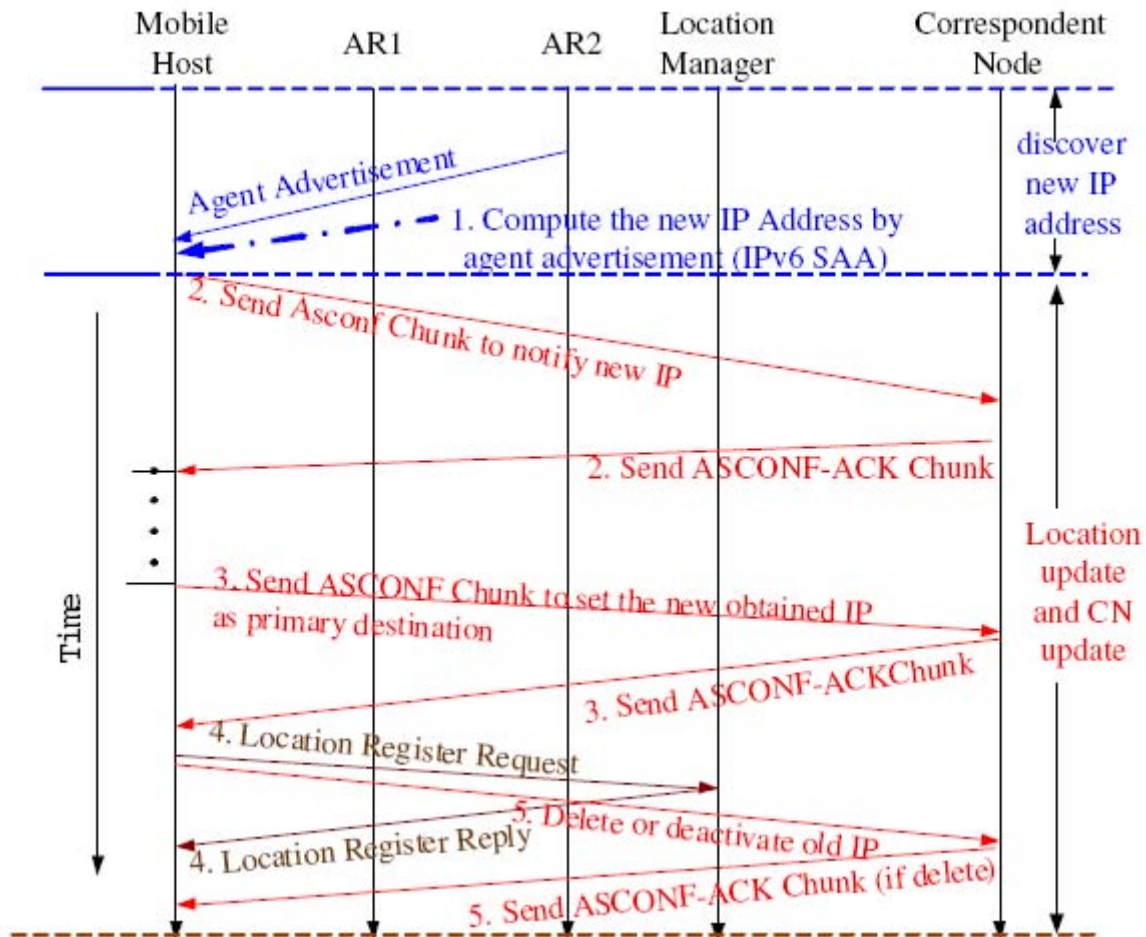 Mobile
Host
AR1
AR2
Location
Manager
Correspondent
Node
discover
new IP
address
Agent Advertisement
1. Compute the new IP Address by
agent advertisement (IPv6 SAA)
2. Send Asconf Chunk to notify new IP
2. Send ASCONF-ACK Chunk
Location
update
and CN
update
Time
3. Send ASCONF Chunk to set the new obtained IP
as primary destination
3. Send ASCONF-ACKChunk
4. Location Register Request
5. Delete or deactivate old IP
4. Location Register Reply
5. Send ASCONF-ACK Chunk (if delete)